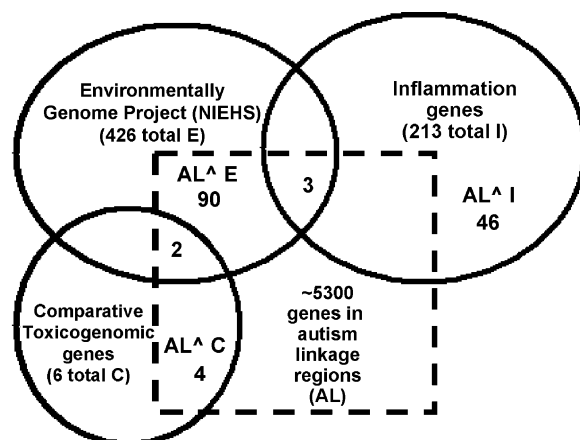 Environmentally
Genome Project (NIEHS)
(426 total E)
Inflammation
genes
(213 total I)
AL^ E
90
3
AL^ I
46
2
Comparative
Toxicogenomic
genes
(6 total C)
AL^ C
4
~5300
genes in
autism
linkage
regions
(AL)